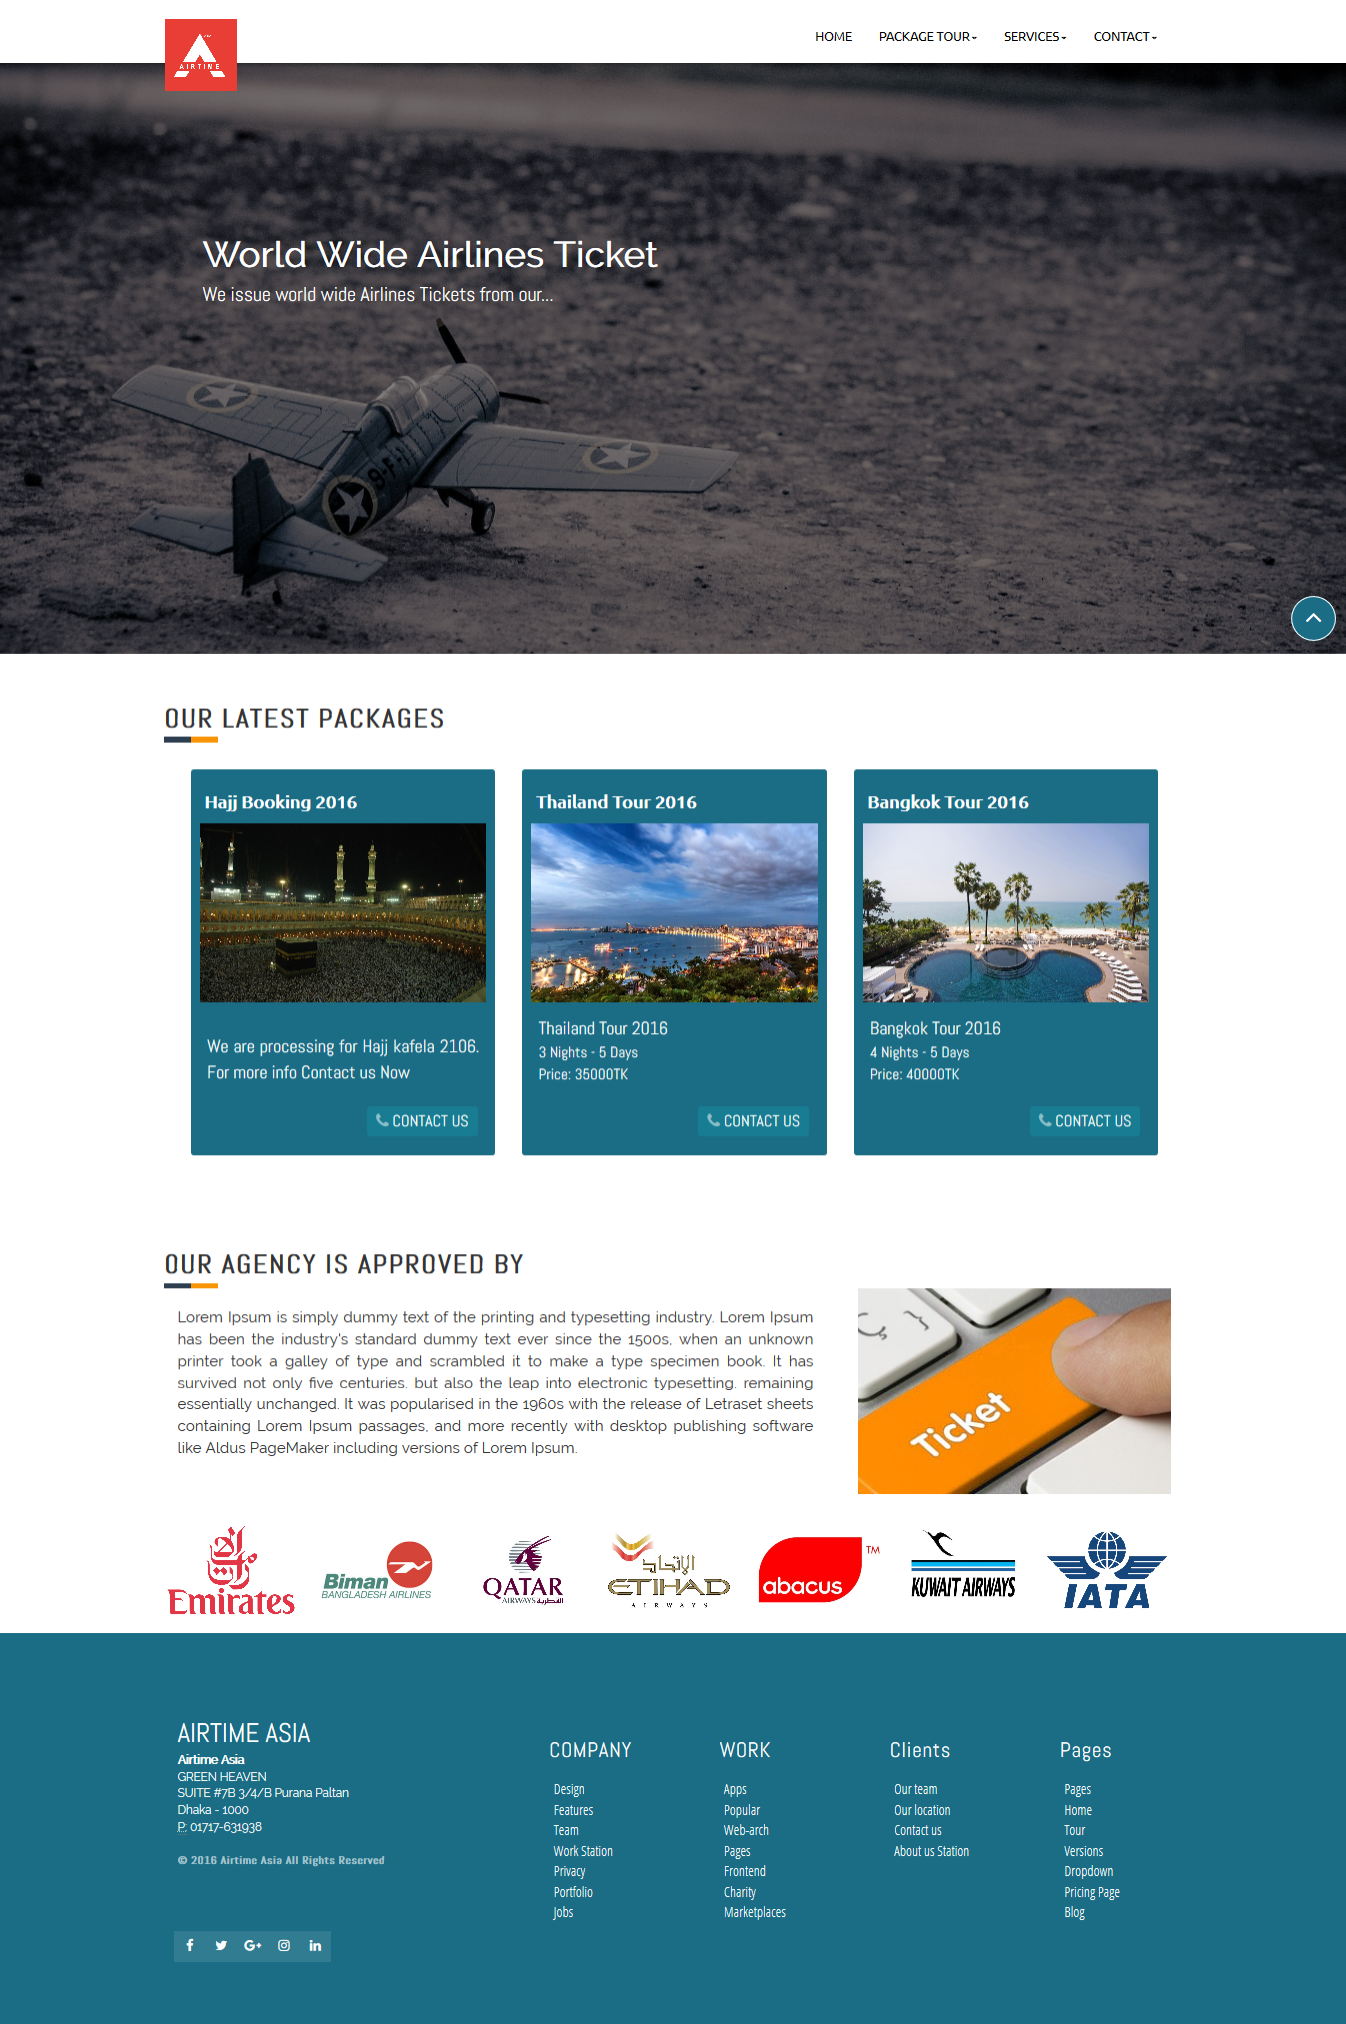 AIRTIME
HOME
PACKAGE TOUR
SERVICES
CONTACT
World Wide Airlines Ticket
We issue world wide Airlines Tickets from our...
9-F-1
OUR LATEST PACKAGES
Hajj Booking 2016
We are processing for Hajj kafela 2106.
For more info Contact us Now
CONTACT US
Thailand Tour 2016
Thailand Tour 2016
3 Nights - 5 Days
Price: 35000TK
CONTACT US
Bangkok Tour 2016
Bangkok Tour 2016
4 Nights - 5 Days
Price: 40000TK
CONTACT US
OUR AGENCY IS APPROVED BY
Lorem Ipsum is simply dummy text of the printing and typesetting industry. Lorem Ipsum
has been the industry's standard dummy text ever since the 1500s, when an unknown
printer took a galley of type and scrambled it to make a type specimen book. It has
survived not only five centuries, but also the leap into electronic typesetting, remaining
essentially unchanged. It was popularised in the 1960s with the release of Letraset sheets
containing Lorem Ipsum passages, and more recently with desktop publishing software
like Aldus PageMaker including versions of Lorem Ipsum.
Ticket
Emirates
Biman
BANGLADESH AIRLINES
QATAR
AIRWAYS القطرية
الإتحاد
ETIHAD
AIRWAYS
abacus TM
KUWAIT AIRWAYS
IATA
AIRTIME ASIA
Airtime Asia
GREEN HEAVEN
SUITE #7B 3/4/B Purana Paltan
Dhaka - 1000
P: 01717-631938
© 2016 Airtime Asia All Rights Reserved
COMPANY
Design
Features
Team
Work Station
Privacy
Portfolio
Jobs
WORK
Apps
Popular
Web-arch
Pages
Frontend
Charity
Marketplaces
Clients
Our team
Our location
Contact us
About us Station
Pages
Pages
Home
Tour
Versions
Dropdown
Pricing Page
Blog